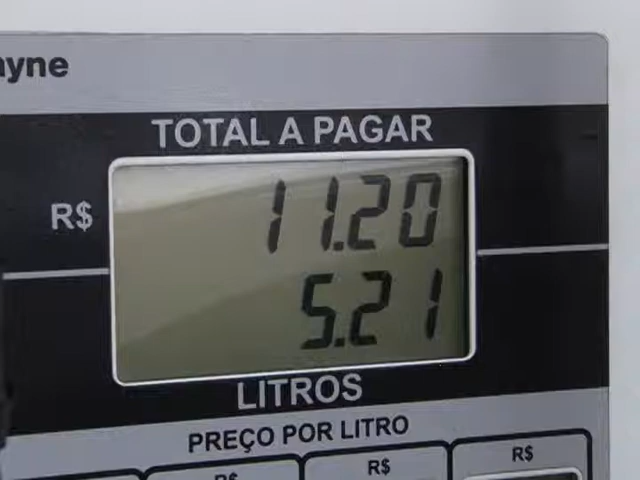 ayne
TOTAL A PAGAR
R$ 11.20
5.21
LITROS
PREÇO POR LITRO
R$ R$ R$